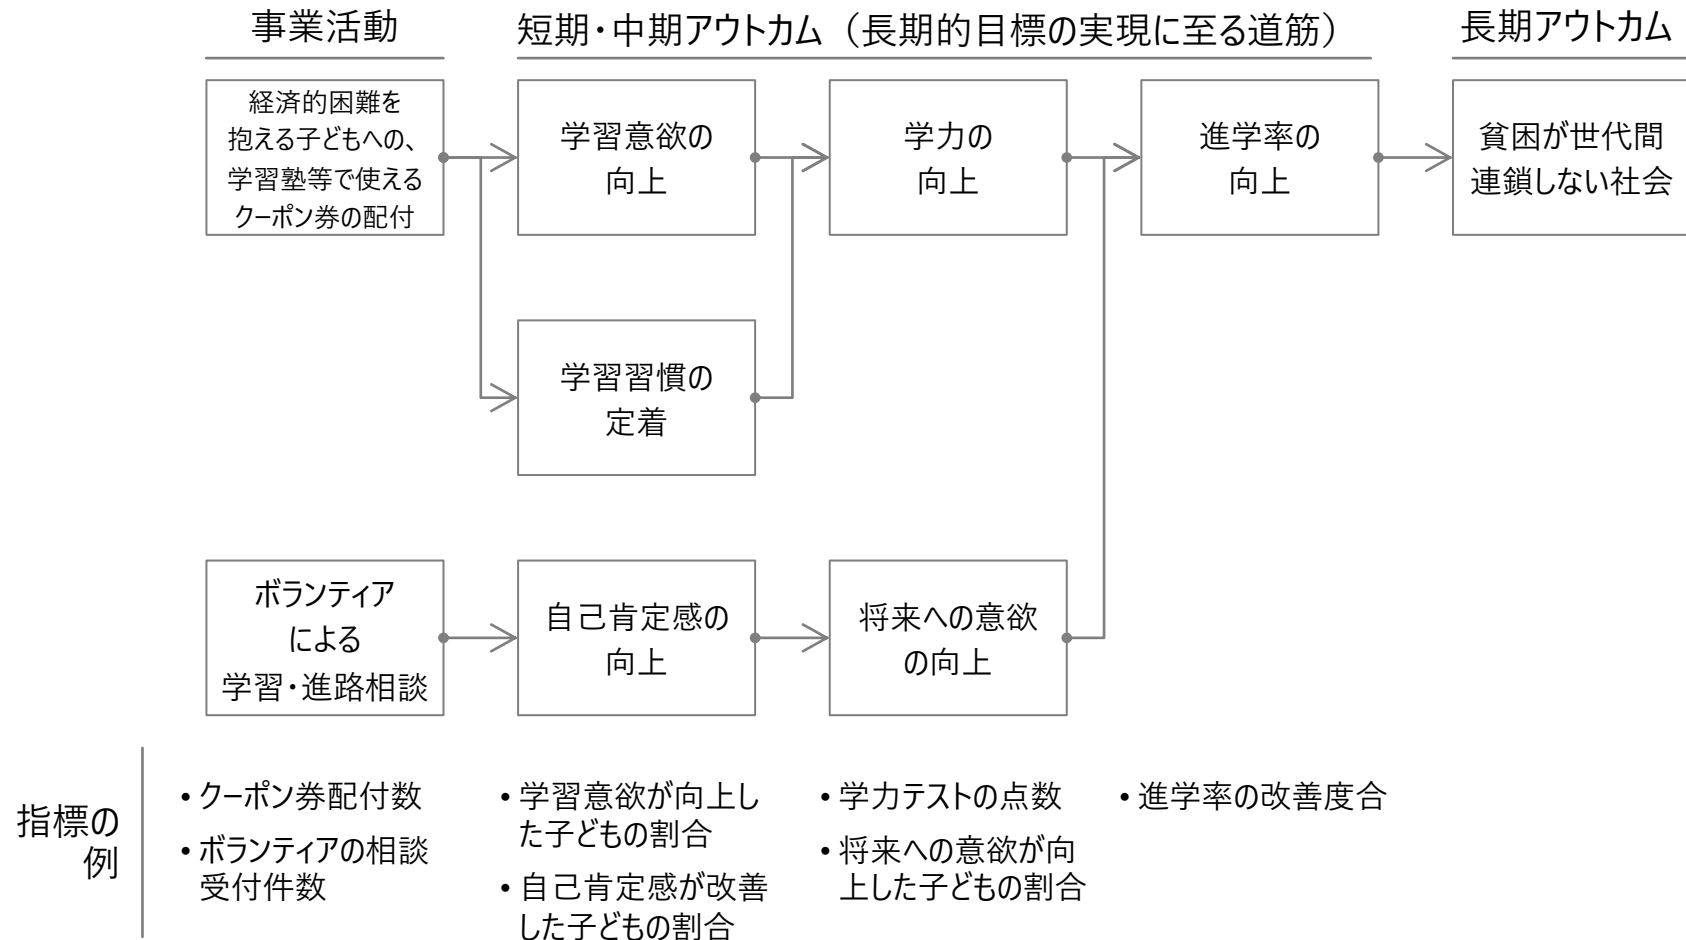 事業活動
短期・中期アウトカム（長期的目標の実現に至る道筋）
長期アウトカム
経済的困難を
抱える子どもへの、
学習塾等で使える
クーポン券の配付
学習意欲の
向上
学力の
向上
進学率の
向上
貧困が世代間
連鎖しない社会
学習習慣の
定着
ボランティア
による
学習・進路相談
自己肯定感の
向上
将来への意欲
の向上
指標の
例
• クーポン券配付数
• ボランティアの相談
受付件数
• 学習意欲が向上し
た子どもの割合
• 自己肯定感が改善
した子どもの割合
• 学力テストの点数
• 将来への意欲が向
上した子どもの割合
• 進学率の改善度合